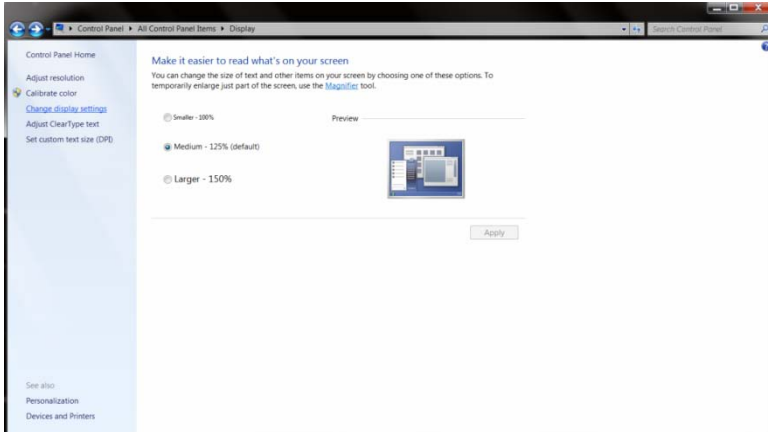 Control Panel ▸ All Control Panel Items ▸ Display
Search Control Panel
Control Panel Home
Adjust resolution
Calibrate color
Change display settings
Adjust ClearType text
Set custom text size (DPI)
Make it easier to read what's on your screen
You can change the size of text and other items on your screen by choosing one of these options. To
temporarily enlarge just part of the screen, use the Magnifier tool.
Smaller - 100%
Preview
Medium - 125% (default)
Larger - 150%
Apply
See also
Personalization
Devices and Printers